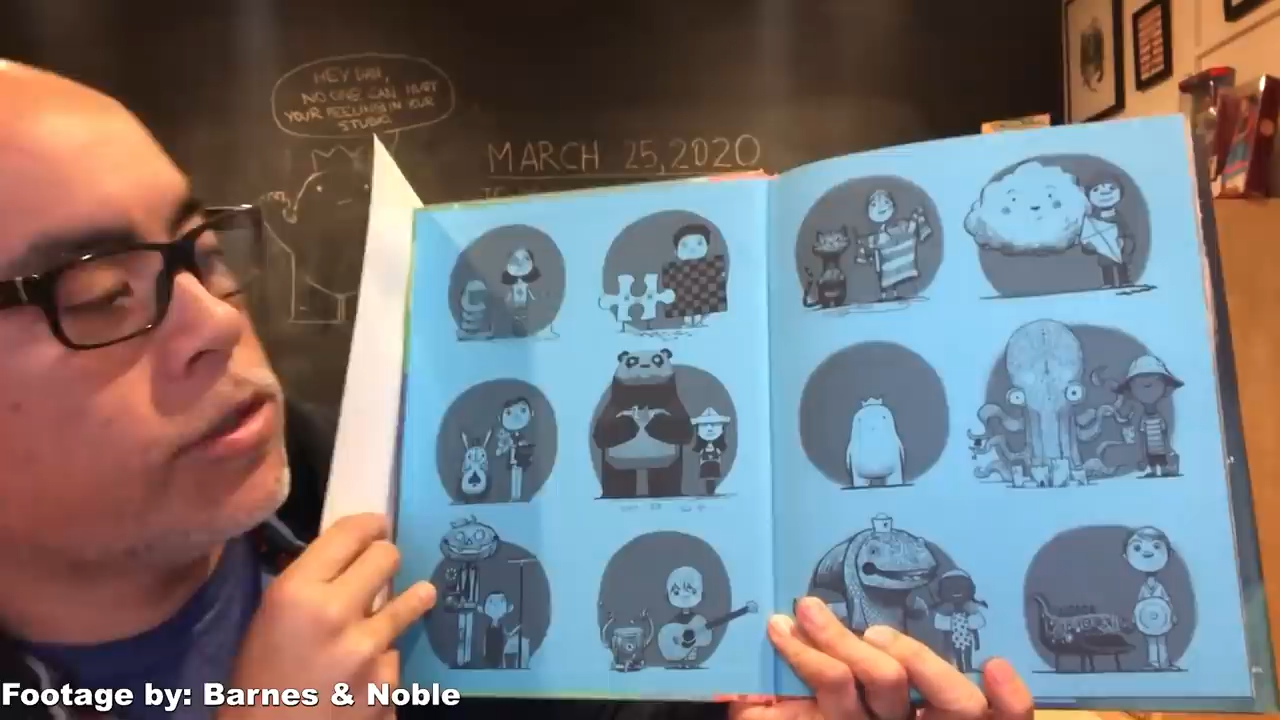 HEY DAN,
NO ONE CAN HURT
YOUR FEELINGS IN YOUR
STUDIO
MARCH 25,2020
Footage by: Barnes & Noble